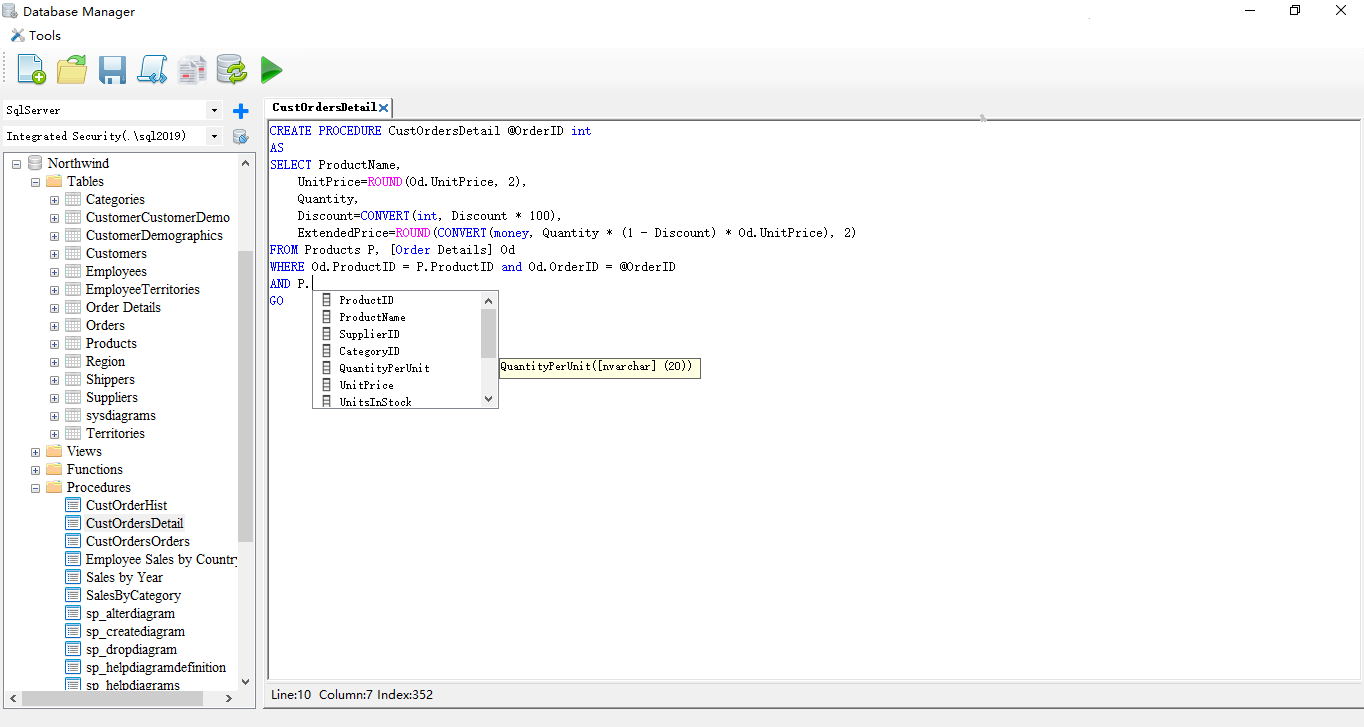 Database Manager
Tools
SqlServer
Integrated Security(.\sql2019)
Northwind
Tables
Categories
CustomerCustomerDemo
CustomerDemographics
Customers
Employees
EmployeeTerritories
Order Details
Orders
Products
Region
Shippers
Suppliers
sysdiagrams
Territories
Views
Functions
Procedures
CustOrderHist
CustOrdersDetail
CustOrdersOrders
Employee Sales by Country
Sales by Year
SalesByCategory
sp_alterdiagram
sp_creatediagram
sp_dropdiagram
sp_helpdiagramdefinition
sp_helpdiagrams
CustOrdersDetail
CREATE PROCEDURE CustOrdersDetail @OrderID int
AS
SELECT ProductName,
    UnitPrice=ROUND(Od.UnitPrice, 2),
    Quantity,
    Discount=CONVERT(int, Discount * 100),
    ExtendedPrice=ROUND(CONVERT(money, Quantity * (1 - Discount) * Od.UnitPrice), 2)
FROM Products P, [Order Details] Od
WHERE Od.ProductID = P.ProductID and Od.OrderID = @OrderID
AND P.
GO
ProductID
ProductName
SupplierID
CategoryID
QuantityPerUnit
UnitPrice
UnitsInStock
QuantityPerUnit([nvarchar] (20))
Line:10 Column:7 Index:352